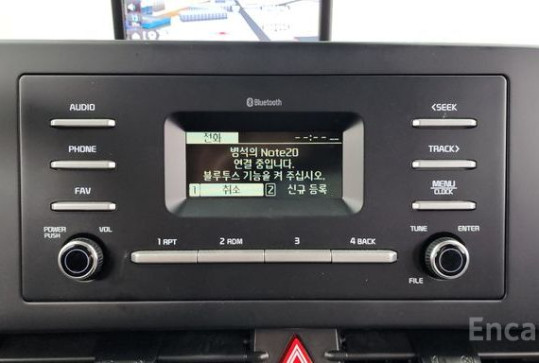 Bluetooth
AUDIO
PHONE
FAV
POWER
PUSH
VOL
전화
--:--
병석의 Note20
연결 중입니다.
블루투스 기능을 켜 주십시오.
1 취소 2 신규 등록
1 RPT
2 RDM
3
4 BACK
<SEEK
TRACK>
MENU
CLICK
TUNE
ENTER
FILE
Enca